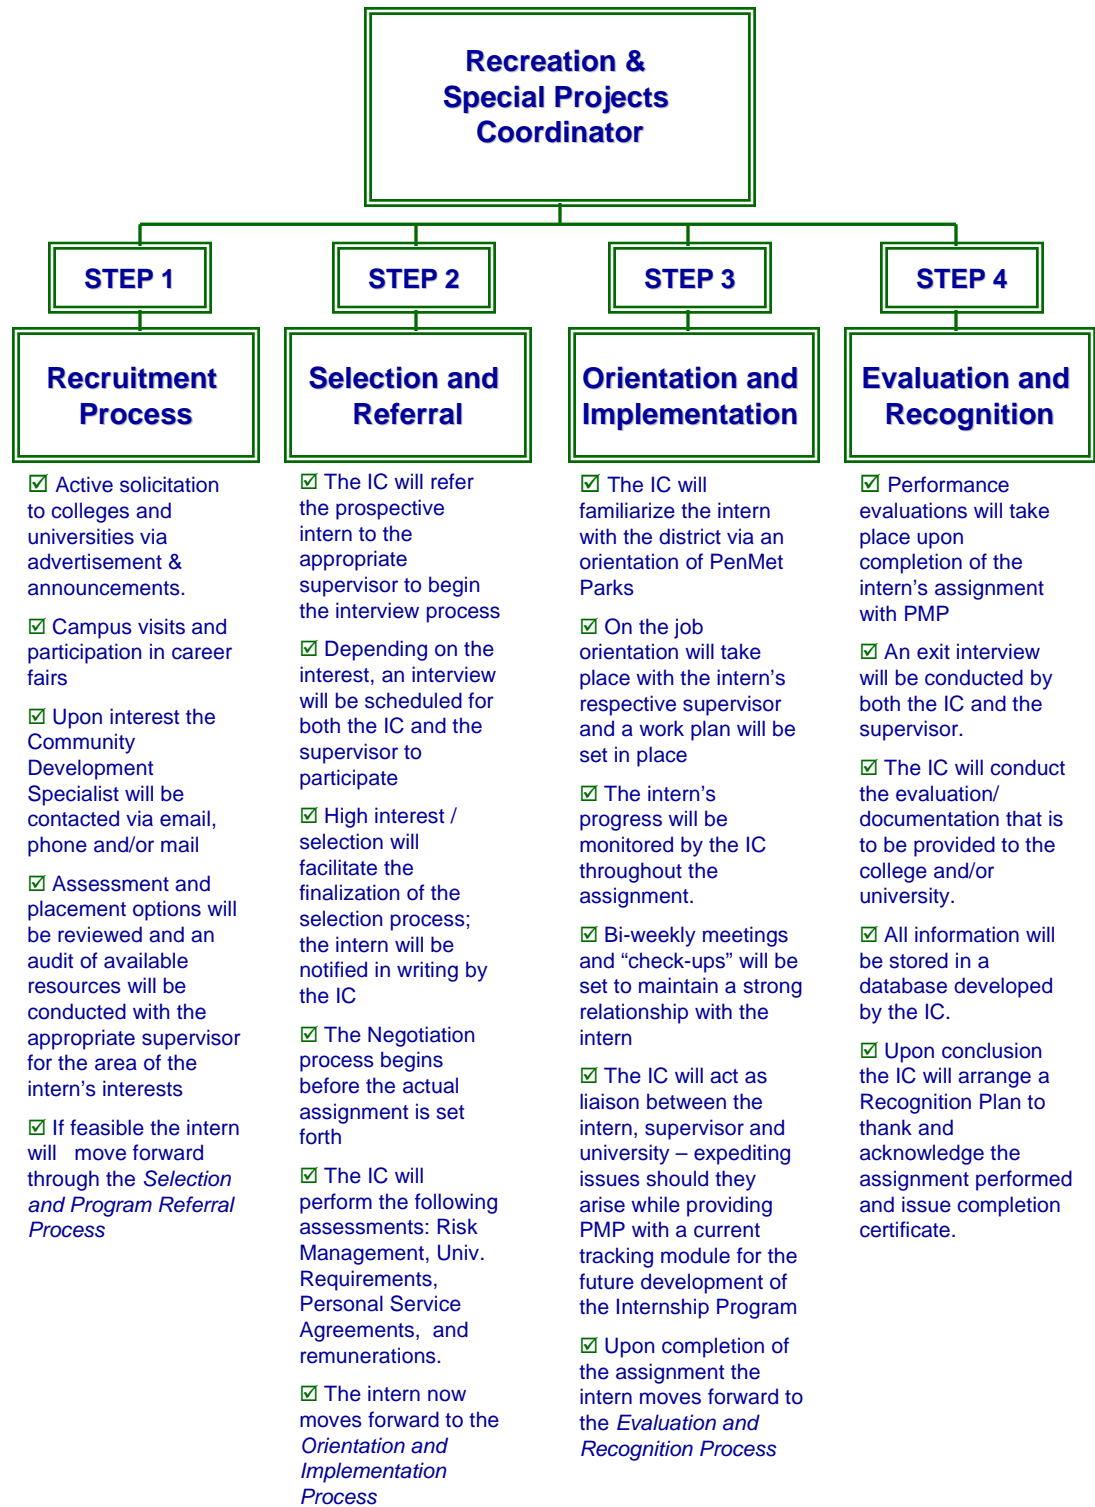 Recreation &
Special Projects
Coordinator
STEP 1
Recruitment
Process
☑ Active solicitation
to colleges and
universities via
advertisement &
announcements.
☑ Campus visits and
participation in career
fairs
☑ Upon interest the
Community
Development
Specialist will be
contacted via email,
phone and/or mail
☑ Assessment and
placement options will
be reviewed and an
audit of available
resources will be
conducted with the
appropriate supervisor
for the area of the
intern’s interests
☑ If feasible the intern
will move forward
through the Selection
and Program Referral
Process
STEP 2
Selection and
Referral
☑ The IC will refer
the prospective
intern to the
appropriate
supervisor to begin
the interview process
☑ Depending on the
interest, an interview
will be scheduled for
both the IC and the
supervisor to
participate
☑ High interest /
selection will
facilitate the
finalization of the
selection process;
the intern will be
notified in writing by
the IC
☑ The Negotiation
process begins
before the actual
assignment is set
forth
☑ The IC will
perform the following
assessments: Risk
Management, Univ.
Requirements,
Personal Service
Agreements, and
remunerations.
☑ The intern now
moves forward to the
Orientation and
Implementation
Process
STEP 3
Orientation and
Implementation
☑ The IC will
familiarize the intern
with the district via an
orientation of PenMet
Parks
☑ On the job
orientation will take
place with the intern’s
respective supervisor
and a work plan will be
set in place
☑ The intern’s
progress will be
monitored by the IC
throughout the
assignment.
☑ Bi-weekly meetings
and “check-ups” will be
set to maintain a strong
relationship with the
intern
☑ The IC will act as
liaison between the
intern, supervisor and
university – expediting
issues should they
arise while providing
PMP with a current
tracking module for the
future development of
the Internship Program
☑ Upon completion of
the assignment the
intern moves forward to
the Evaluation and
Recognition Process
STEP 4
Evaluation and
Recognition
☑ Performance
evaluations will take
place upon
completion of the
intern’s assignment
with PMP
☑ An exit interview
will be conducted by
both the IC and the
supervisor.
☑ The IC will conduct
the evaluation/
documentation that is
to be provided to the
college and/or
university.
☑ All information will
be stored in a
database developed
by the IC.
☑ Upon conclusion
the IC will arrange a
Recognition Plan to
thank and
acknowledge the
assignment performed
and issue completion
certificate.